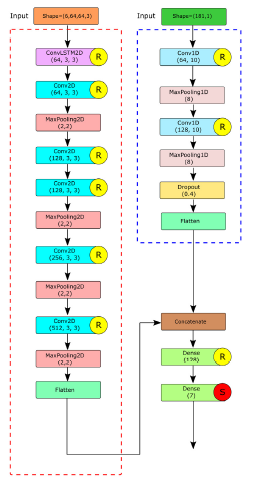 Input
Shape=(6,64,64,3)
ConvLSTM2D
(64, 3, 3)
R
Conv2D
(64, 3, 3)
R
MaxPooling2D
(2,2)
Conv2D
(128, 3, 3)
R
Conv2D
(128, 3, 3)
R
MaxPooling2D
(2,2)
Conv2D
(256, 3, 3)
R
MaxPooling2D
(2,2)
Conv2D
(512, 3, 3)
R
MaxPooling2D
(2,2)
Flatten
Input
Shape=(181,1)
Conv1D
(64, 10)
R
MaxPooling1D
(8)
Conv1D
(128, 10)
R
MaxPooling1D
(8)
Dropout
(0.4)
Flatten
Concatenate
Dense
(128)
R
Dense
(7)
S